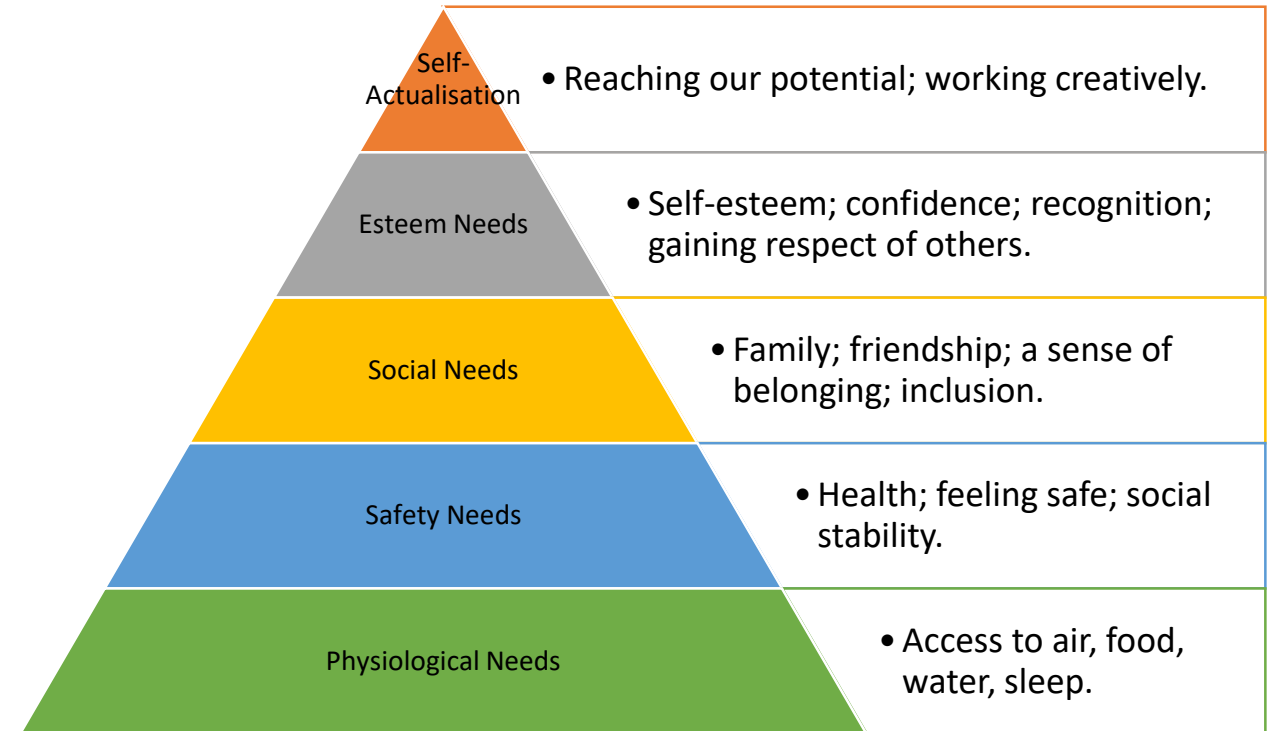 Self-
Actualisation
• Reaching our potential; working creatively.
Esteem Needs
• Self-esteem; confidence; recognition;
gaining respect of others.
Social Needs
• Family; friendship; a sense of
belonging; inclusion.
Safety Needs
• Health; feeling safe; social
stability.
Physiological Needs
• Access to air, food,
water, sleep.